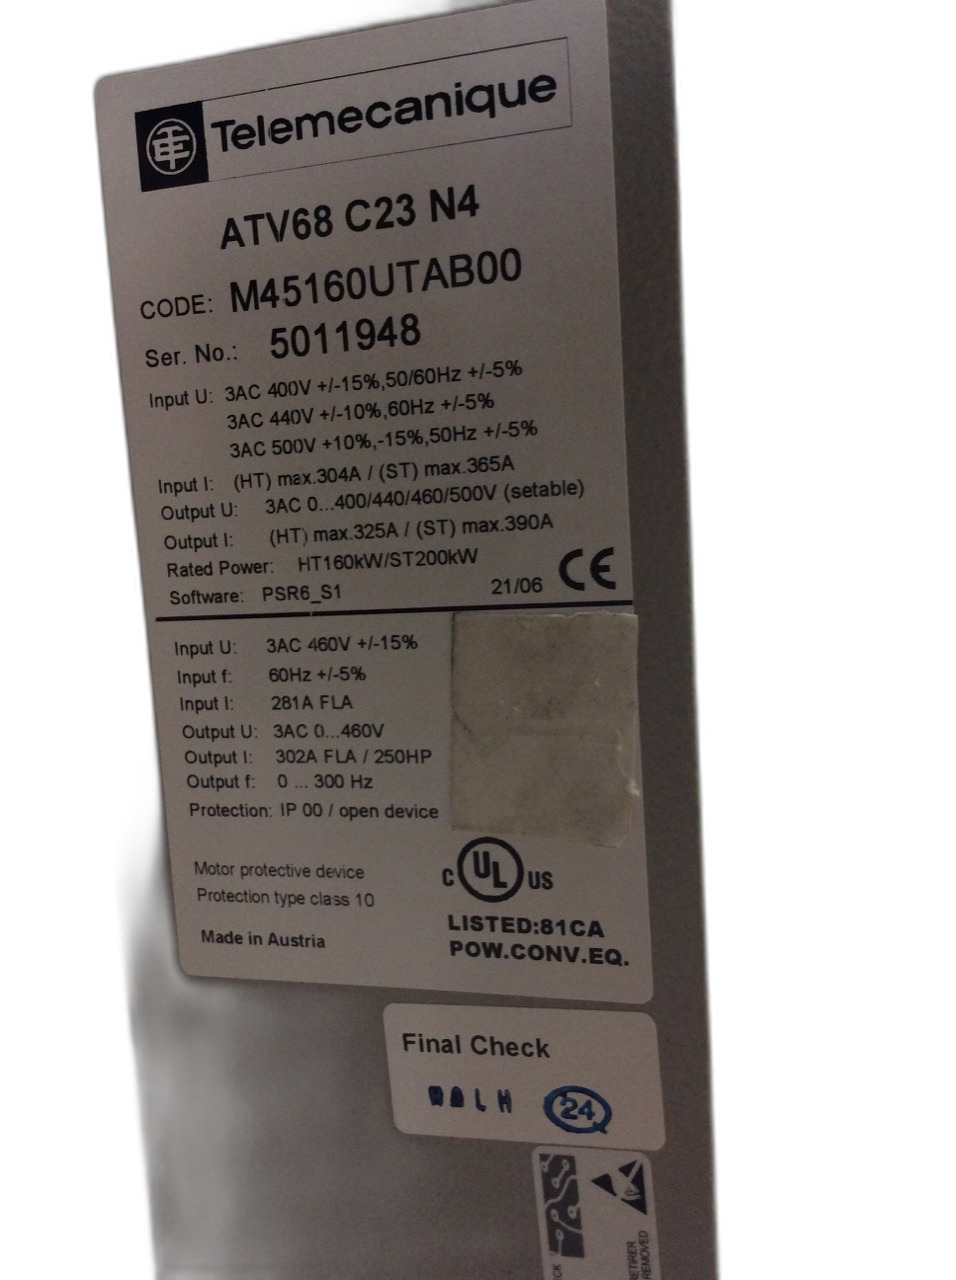 Telemecanique
ATV68 C23 N4
CODE: M45160UTAB00
Ser. No.: 5011948
Input U: 3AC 400V +/-15%,50/60Hz +/-5%
3AC 440V +/-10%,60Hz +/-5%
3AC 500V +10%,-15%,50Hz +/-5%
Input I: (HT) max.304A / (ST) max.365A
Output U: 3AC 0...400/440/460/500V (setable)
Output I: (HT) max.325A / (ST) max.390A
Rated Power: HT160kW/ST200kW
Software: PSR6_S1 21/06 CE
Input U: 3AC 460V +/-15%
Input f: 60Hz +/-5%
Input I: 281A FLA
Output U: 3AC 0...460V
Output I: 302A FLA / 250HP
Output f: 0 ... 300 Hz
Protection: IP 00 / open device
Motor protective device
Protection type class 10
C UL US
LISTED:81CA
POW.CONV.EQ.
Made in Austria
Final Check
24
RETIRER
REMOVED